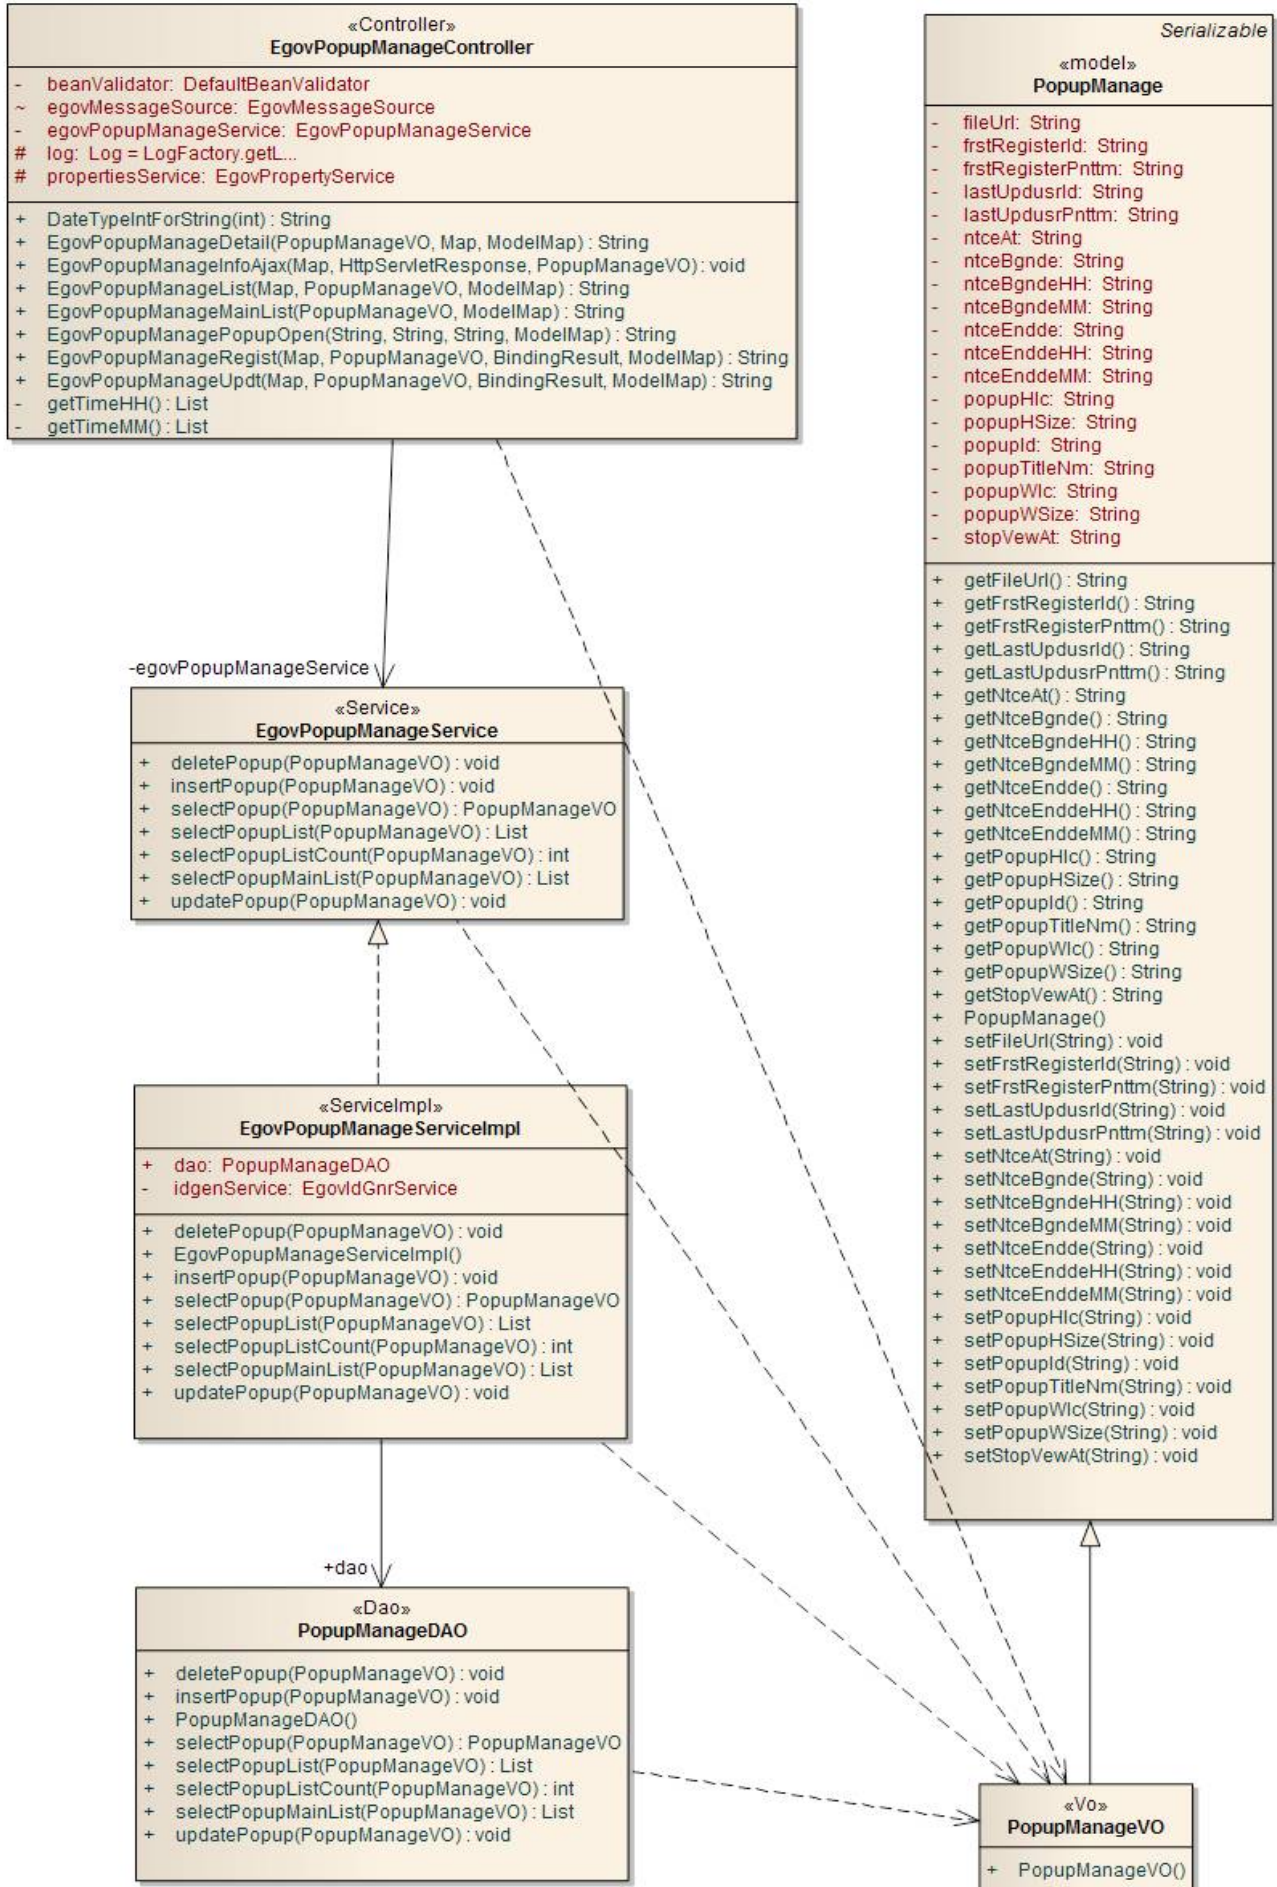 «Controller»
EgovPopupManageController
- beanValidator: DefaultBeanValidator
~ egovMessageSource: EgovMessageSource
- egovPopupManageService: EgovPopupManageService
# log: Log = LogFactory.getL...
# propertiesService: EgovPropertyService
+ DateTypeIntForString(int) : String
+ EgovPopupManageDetail(PopupManageVO, Map, ModelMap) : String
+ EgovPopupManageInfoAjax(Map, HttpServletResponse, PopupManageVO) : void
+ EgovPopupManageList(Map, PopupManageVO, ModelMap) : String
+ EgovPopupManageMainList(PopupManageVO, ModelMap) : String
+ EgovPopupManagePopupOpen(String, String, String, ModelMap) : String
+ EgovPopupManageRegist(Map, PopupManageVO, BindingResult, ModelMap) : String
+ EgovPopupManageUpdt(Map, PopupManageVO, BindingResult, ModelMap) : String
- getTimeHH() : List
- getTimeMM() : List
-egovPopupManageService
«Service»
EgovPopupManageService
+ deletePopup(PopupManageVO) : void
+ insertPopup(PopupManageVO) : void
+ selectPopup(PopupManageVO) : PopupManageVO
+ selectPopupList(PopupManageVO) : List
+ selectPopupListCount(PopupManageVO) : int
+ selectPopupMainList(PopupManageVO) : List
+ updatePopup(PopupManageVO) : void
«ServiceImpl»
EgovPopupManageServiceImpl
+ dao: PopupManageDAO
- idgenService: EgovIdGnrService
+ deletePopup(PopupManageVO) : void
+ EgovPopupManageServiceImpl()
+ insertPopup(PopupManageVO) : void
+ selectPopup(PopupManageVO) : PopupManageVO
+ selectPopupList(PopupManageVO) : List
+ selectPopupListCount(PopupManageVO) : int
+ selectPopupMainList(PopupManageVO) : List
+ updatePopup(PopupManageVO) : void
+dao
«Dao»
PopupManageDAO
+ deletePopup(PopupManageVO) : void
+ insertPopup(PopupManageVO) : void
+ PopupManageDAO()
+ selectPopup(PopupManageVO) : PopupManageVO
+ selectPopupList(PopupManageVO) : List
+ selectPopupListCount(PopupManageVO) : int
+ selectPopupMainList(PopupManageVO) : List
+ updatePopup(PopupManageVO) : void
Serializable
«model»
PopupManage
- fileUrl: String
- frstRegisterId: String
- frstRegisterPnttm: String
- lastUpdusrId: String
- lastUpdusrPnttm: String
- ntceAt: String
- ntceBgnde: String
- ntceBgndeHH: String
- ntceBgndeMM: String
- ntceEndde: String
- ntceEnddeHH: String
- ntceEnddeMM: String
- popupHlc: String
- popupHSize: String
- popupId: String
- popupTitleNm: String
- popupWlc: String
- popupWSize: String
- stopVewAt: String
+ getFileUrl() : String
+ getFrstRegisterId() : String
+ getFrstRegisterPnttm() : String
+ getLastUpdusrId() : String
+ getLastUpdusrPnttm() : String
+ getNtceAt() : String
+ getNtceBgnde() : String
+ getNtceBgndeHH() : String
+ getNtceBgndeMM() : String
+ getNtceEndde() : String
+ getNtceEnddeHH() : String
+ getNtceEnddeMM() : String
+ getPopupHlc() : String
+ getPopupHSize() : String
+ getPopupId() : String
+ getPopupTitleNm() : String
+ getPopupWlc() : String
+ getPopupWSize() : String
+ getStopVewAt() : String
+ PopupManage()
+ setFileUrl(String) : void
+ setFrstRegisterId(String) : void
+ setFrstRegisterPnttm(String) : void
+ setLastUpdusrId(String) : void
+ setLastUpdusrPnttm(String) : void
+ setNtceAt(String) : void
+ setNtceBgnde(String) : void
+ setNtceBgndeHH(String) : void
+ setNtceBgndeMM(String) : void
+ setNtceEndde(String) : void
+ setNtceEnddeHH(String) : void
+ setNtceEnddeMM(String) : void
+ setPopupHlc(String) : void
+ setPopupHSize(String) : void
+ setPopupId(String) : void
+ setPopupTitleNm(String) : void
+ setPopupWlc(String) : void
+ setPopupWSize(String) : void
+ setStopVewAt(String) : void
«Vo»
PopupManageVO
+ PopupManageVO()